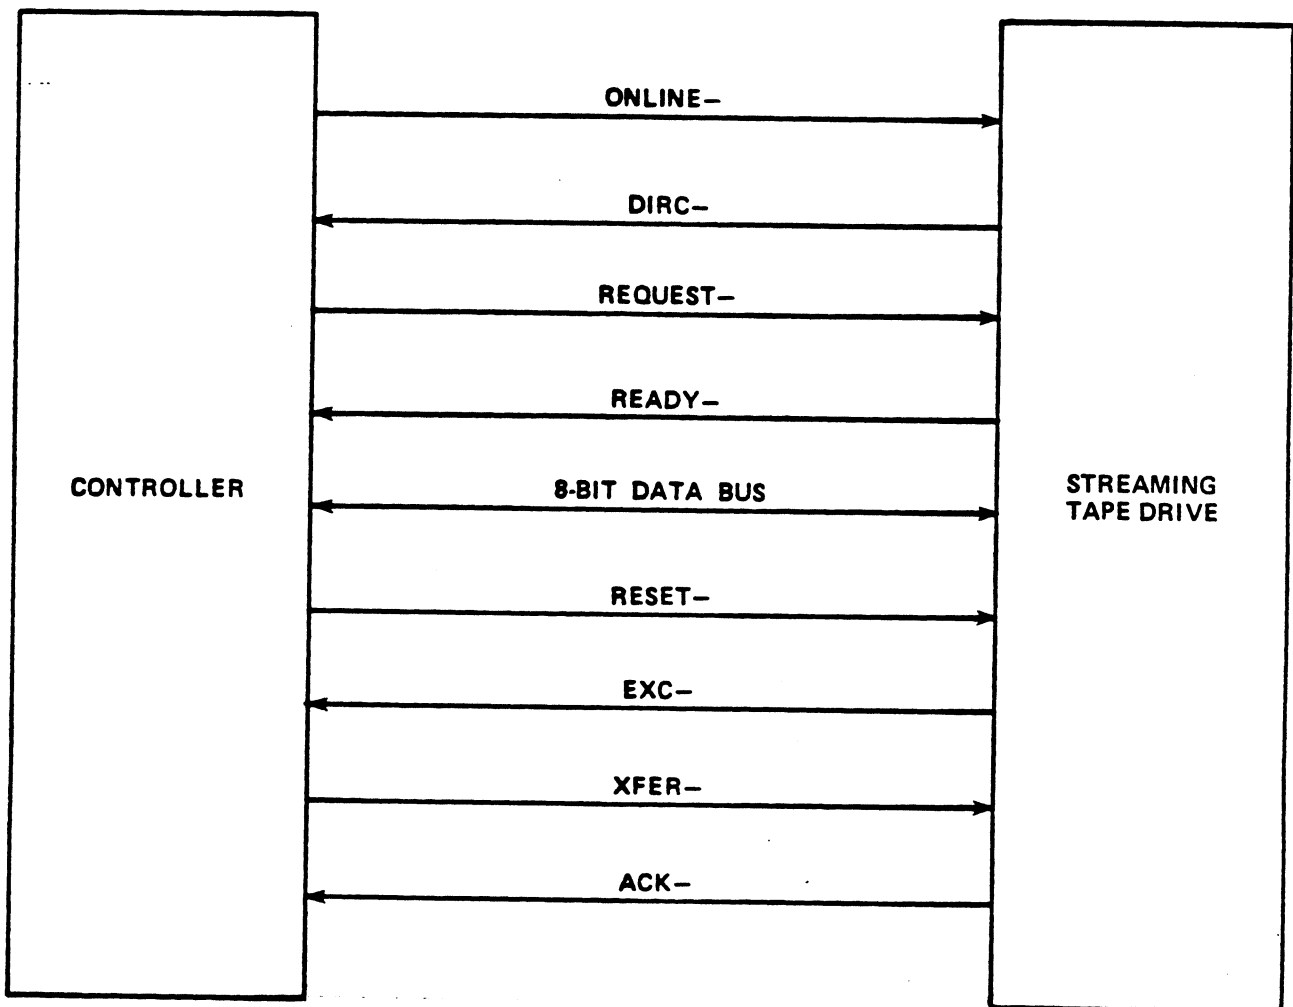 ONLINE–
DIRC–
REQUEST–
READY–
CONTROLLER
8-BIT DATA BUS
STREAMING
TAPE DRIVE
RESET–
EXC–
XFER–
ACK–